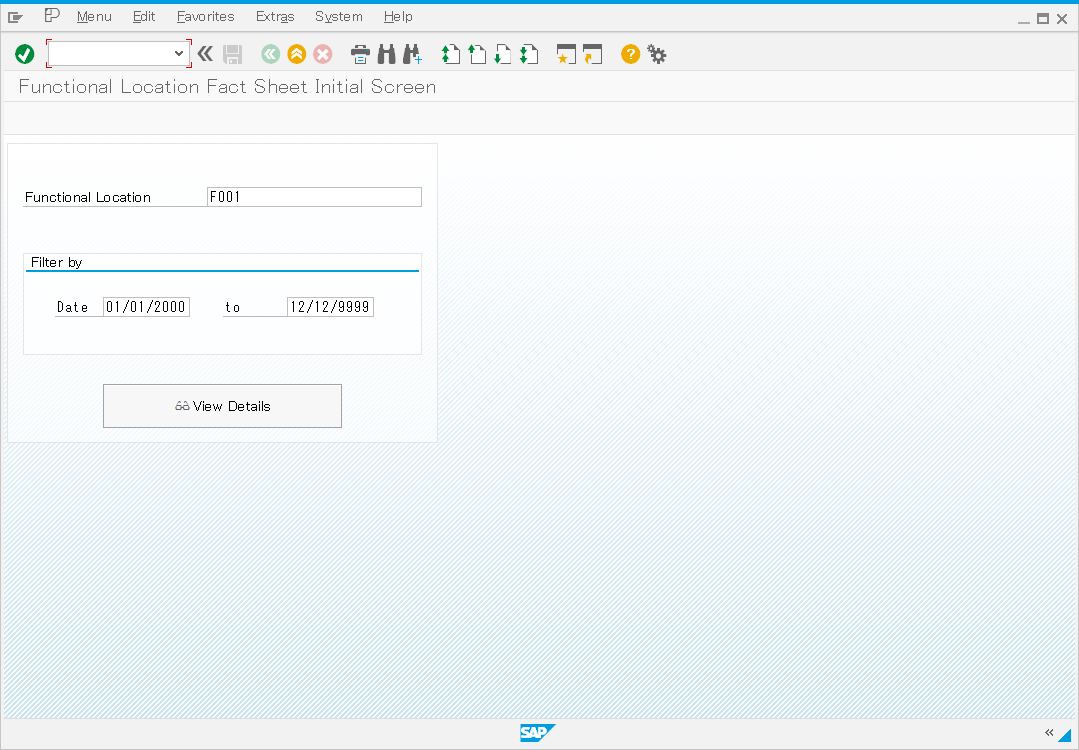 Menu Edit Favorites Extras System Help
Functional Location Fact Sheet Initial Screen
Functional Location F001
Filter by
Date 01/01/2000 to 12/12/9999
View Details
SAP